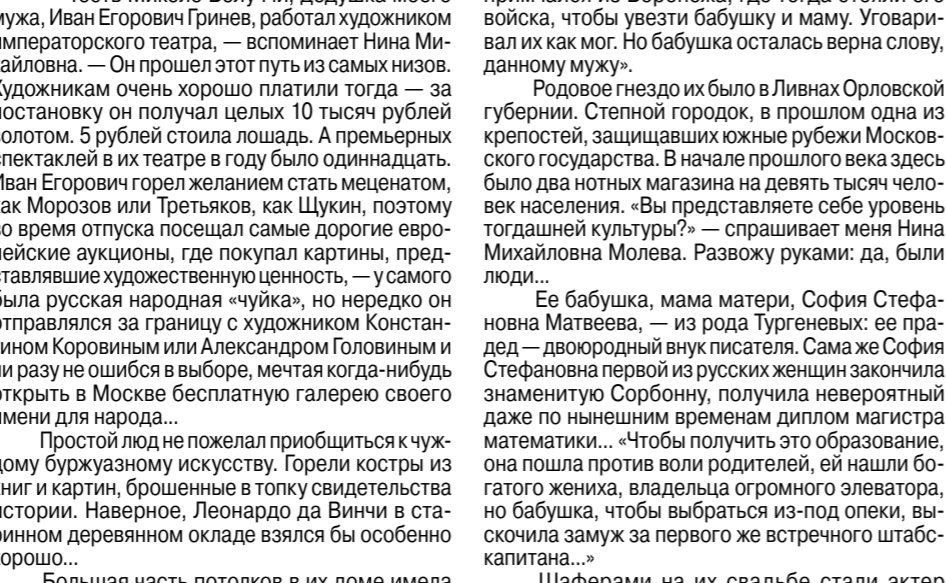 мужа, Иван Егорович Гринев, работал художником
императорского театра, — вспоминает Нина Ми-
хайловна. — Он прошел этот путь из самых низов.
Художникам очень хорошо платили тогда — за
постановку он получал целых 10 тысяч рублей
золотом. 5 рублей стоила лошадь. А премьерных
спектаклей в их театре в году было одиннадцать.
Иван Егорович горел желанием стать меценатом,
как Морозов или Третьяков, как Щукин, поэтому
во время отпуска посещал самые дорогие евро-
пейские аукционы, где покупал картины, пред-
ставлявшие художественную ценность, — у самого
была русская народная «чуйка», но нередко он
отправлялся за границу с художником Констан-
тином Коровиным или Александром Головиным и
ни разу не ошибся в выборе, мечтая когда-нибудь
открыть в Москве бесплатную галерею своего
имени для народа...
Простой люд не пожелал приобщиться к чуж-
дому буржуазному искусству. Горели костры из
книг и картин, брошенные в топку свидетельства
истории. Наверное, Леонардо да Винчи в ста-
ринном деревянном окладе взялся бы особенно
хорошо...
Большая часть потолков в их доме имела
войска, чтобы увезти бабушку и маму. Уговари-
вал их как мог. Но бабушка осталась верна слову,
данному мужу».
Родовое гнездо их было в Ливнах Орловской
губернии. Степной городок, в прошлом одна из
крепостей, защищавших южные рубежи Москов-
ского государства. В начале прошлого века здесь
было два нотных магазина на девять тысяч чело-
век населения. «Вы представляете себе уровень
тогдашней культуры?» — спрашивает меня Нина
Михайловна Молева. Развожу руками: да, были
люди...
Ее бабушка, мама матери, София Стефа-
новна Матвеева, — из рода Тургеневых: ее пра-
дед — двоюродный внук писателя. Сама же София
Стефановна первой из русских женщин закончила
знаменитую Сорбонну, получила невероятный
даже по нынешним временам диплом магистра
математики... «Чтобы получить это образование,
она пошла против воли родителей, ей нашли бо-
гатого жениха, владельца огромного элеватора,
но бабушка, чтобы выбраться из-под опеки, вы-
скочила замуж за первого же встречного штабс-
капитана...»
Шаферами на их свадьбе стали актер